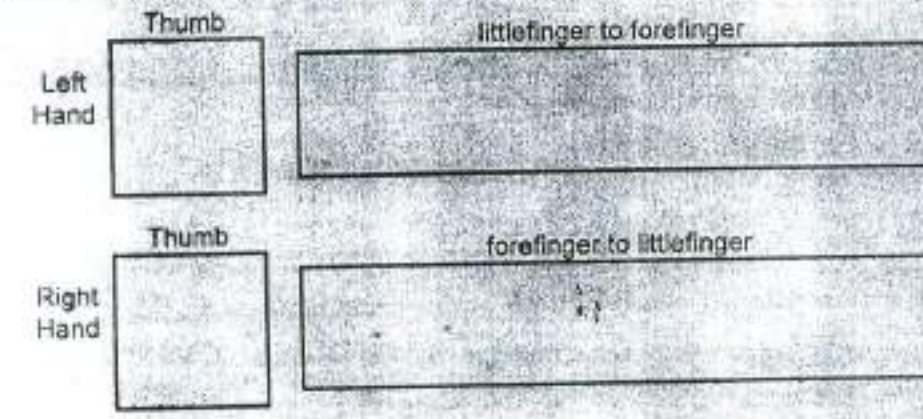 Thumb
littlefinger to forefinger
Left
Hand
Thumb
forefinger to littlefinger
Right
Hand